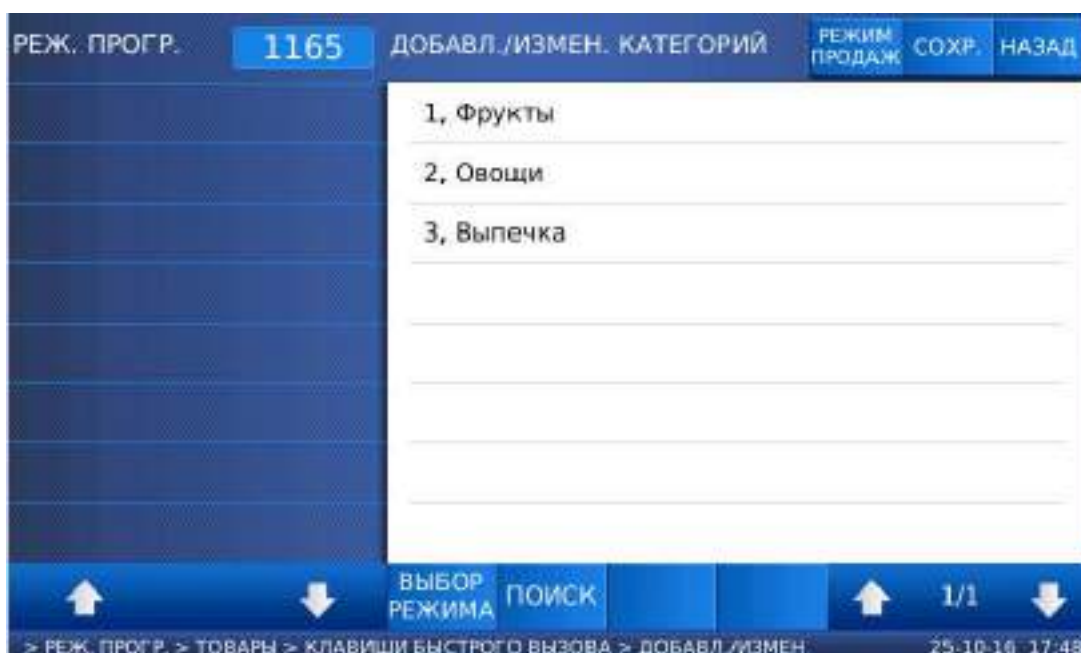 РЕЖ. ПРОГР. 1165 ДОБАВЛ./ИЗМЕН. КАТЕГОРИЙ РЕЖИМ ПРОДАЖ СОХР. НАЗАД
1, Фрукты
2, Овощи
3, Выпечка
ВЫБОР РЕЖИМА ПОИСК 1/1
> РЕЖ. ПРОГР. > ТОВАРЫ > КЛАВИШИ БЫСТРОГО ВЫЗОВА > ДОБАВЛ./ИЗМЕН. 25-10-16 17:48